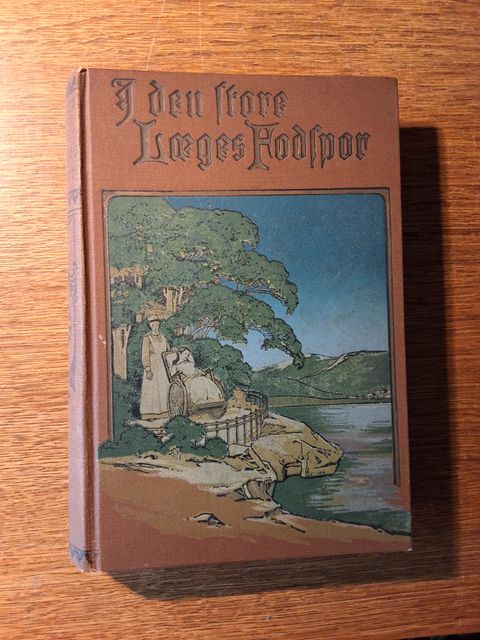 I den ſtore
Læges Fodſpor